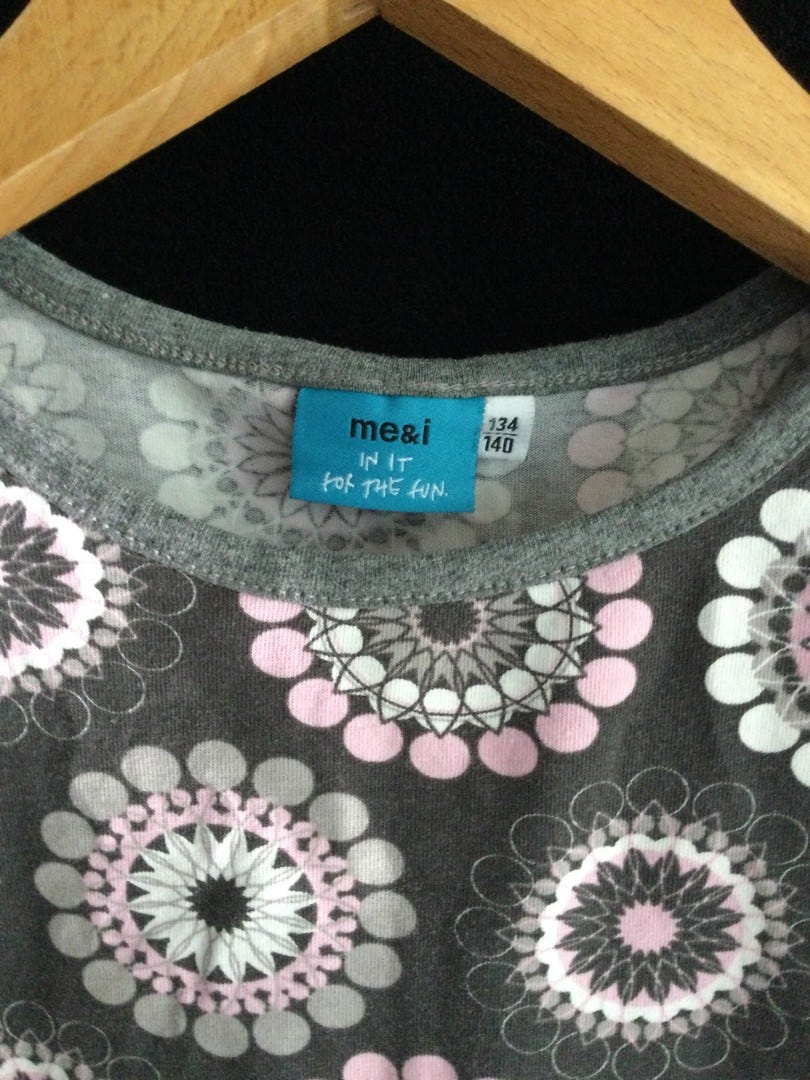 me&i
IN IT
FOR THE FUN.
134
140